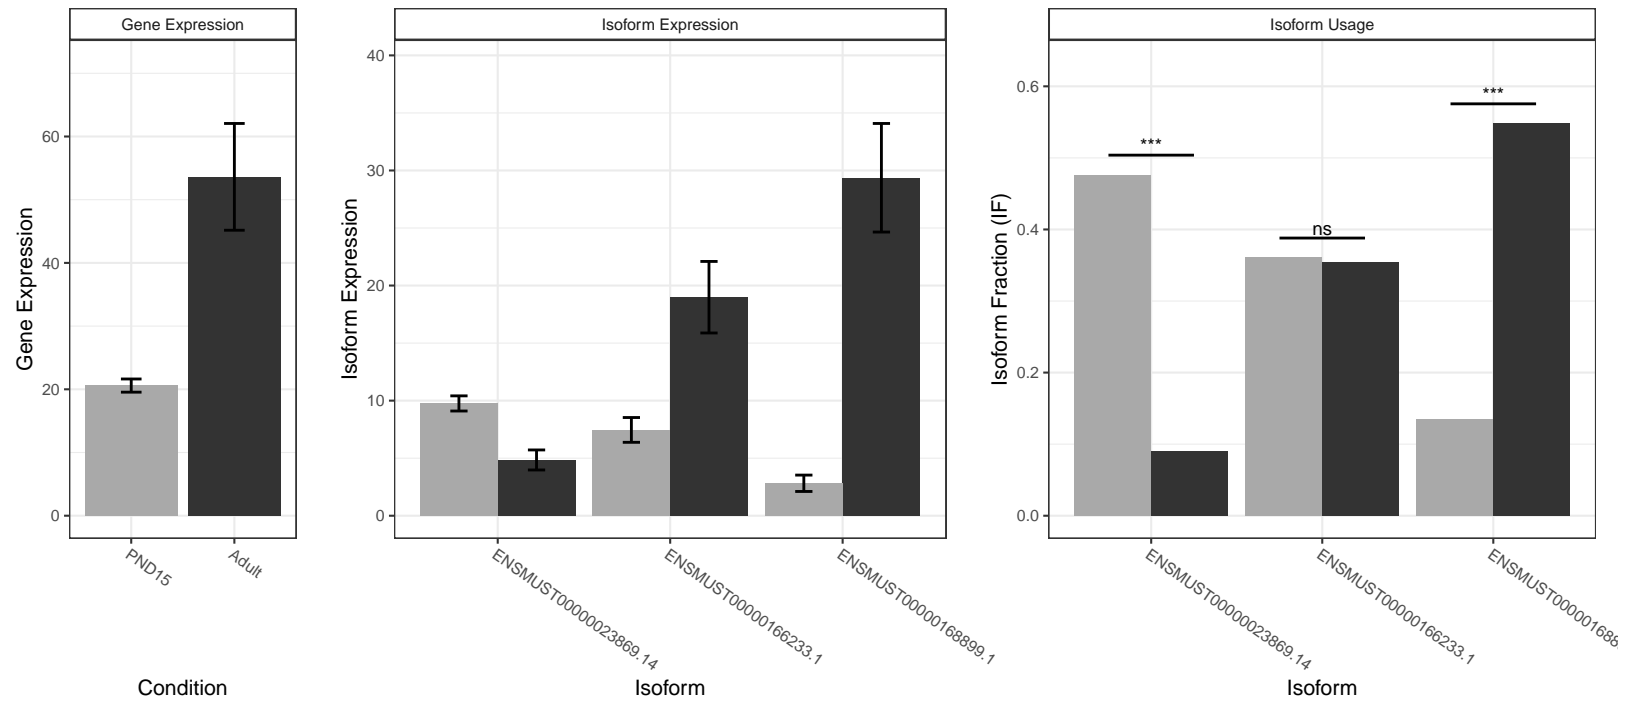 Gene Expression
Isoform Expression
Isoform Usage
Gene Expression
0
20
40
60
PND15
Adult
Condition
Isoform Expression
0
10
20
30
40
ENSMUST00000023869.14
ENSMUST00000166233.1
ENSMUST00000168899.1
Isoform
Isoform Fraction (IF)
0.0
0.2
0.4
0.6
***
ns
***
ENSMUST00000023869.14
ENSMUST00000166233.1
ENSMUST00000168
Isoform